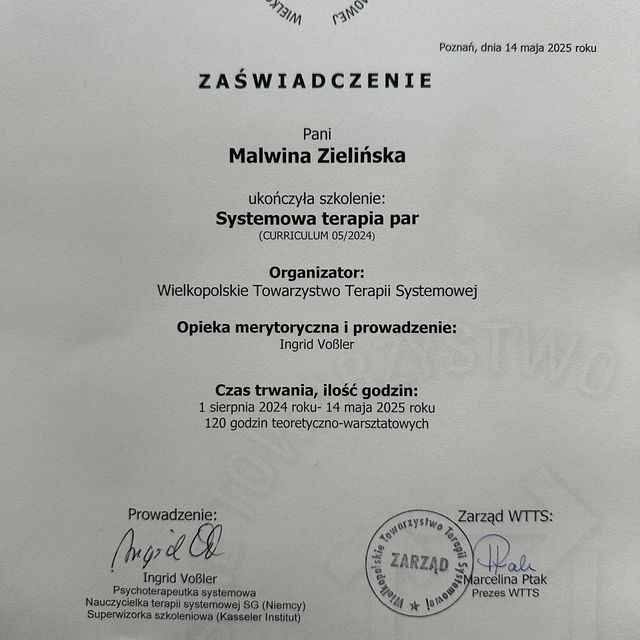 WIELKO
MOWEJ
Poznań, dnia 14 maja 2025 roku
ZAŚWIADCZENIE
Pani
Malwina Zielińska
ukończyła szkolenie:
Systemowa terapia par
(CURRICULUM 05/2024)
Organizator:
Wielkopolskie Towarzystwo Terapii Systemowej
Opieka merytoryczna i prowadzenie:
Ingrid Voßler
Czas trwania, ilość godzin:
1 sierpnia 2024 roku- 14 maja 2025 roku
120 godzin teoretyczno-warsztatowych
Prowadzenie:
Ingrid Voßler
Psychoterapeutka systemowa
Nauczycielka terapii systemowej SG (Niemcy)
Superwizorka szkoleniowa (Kasseler Institut)
Wielkopolskie Towarzystwo Terapii Systemowej
ZARZĄD
Zarząd WTTS:
Marcelina Ptak
Prezes WTTS